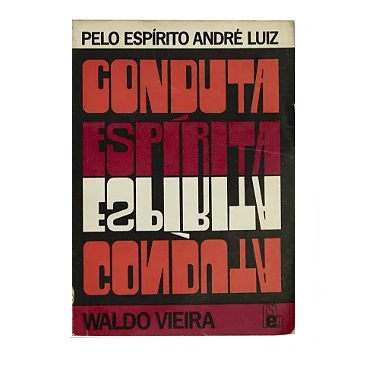 PELO ESPÍRITO ANDRÉ LUIZ
CONDUTA
ESPÍRITA
ESPÍRITA
CONDUTA
WALDO VIEIRA